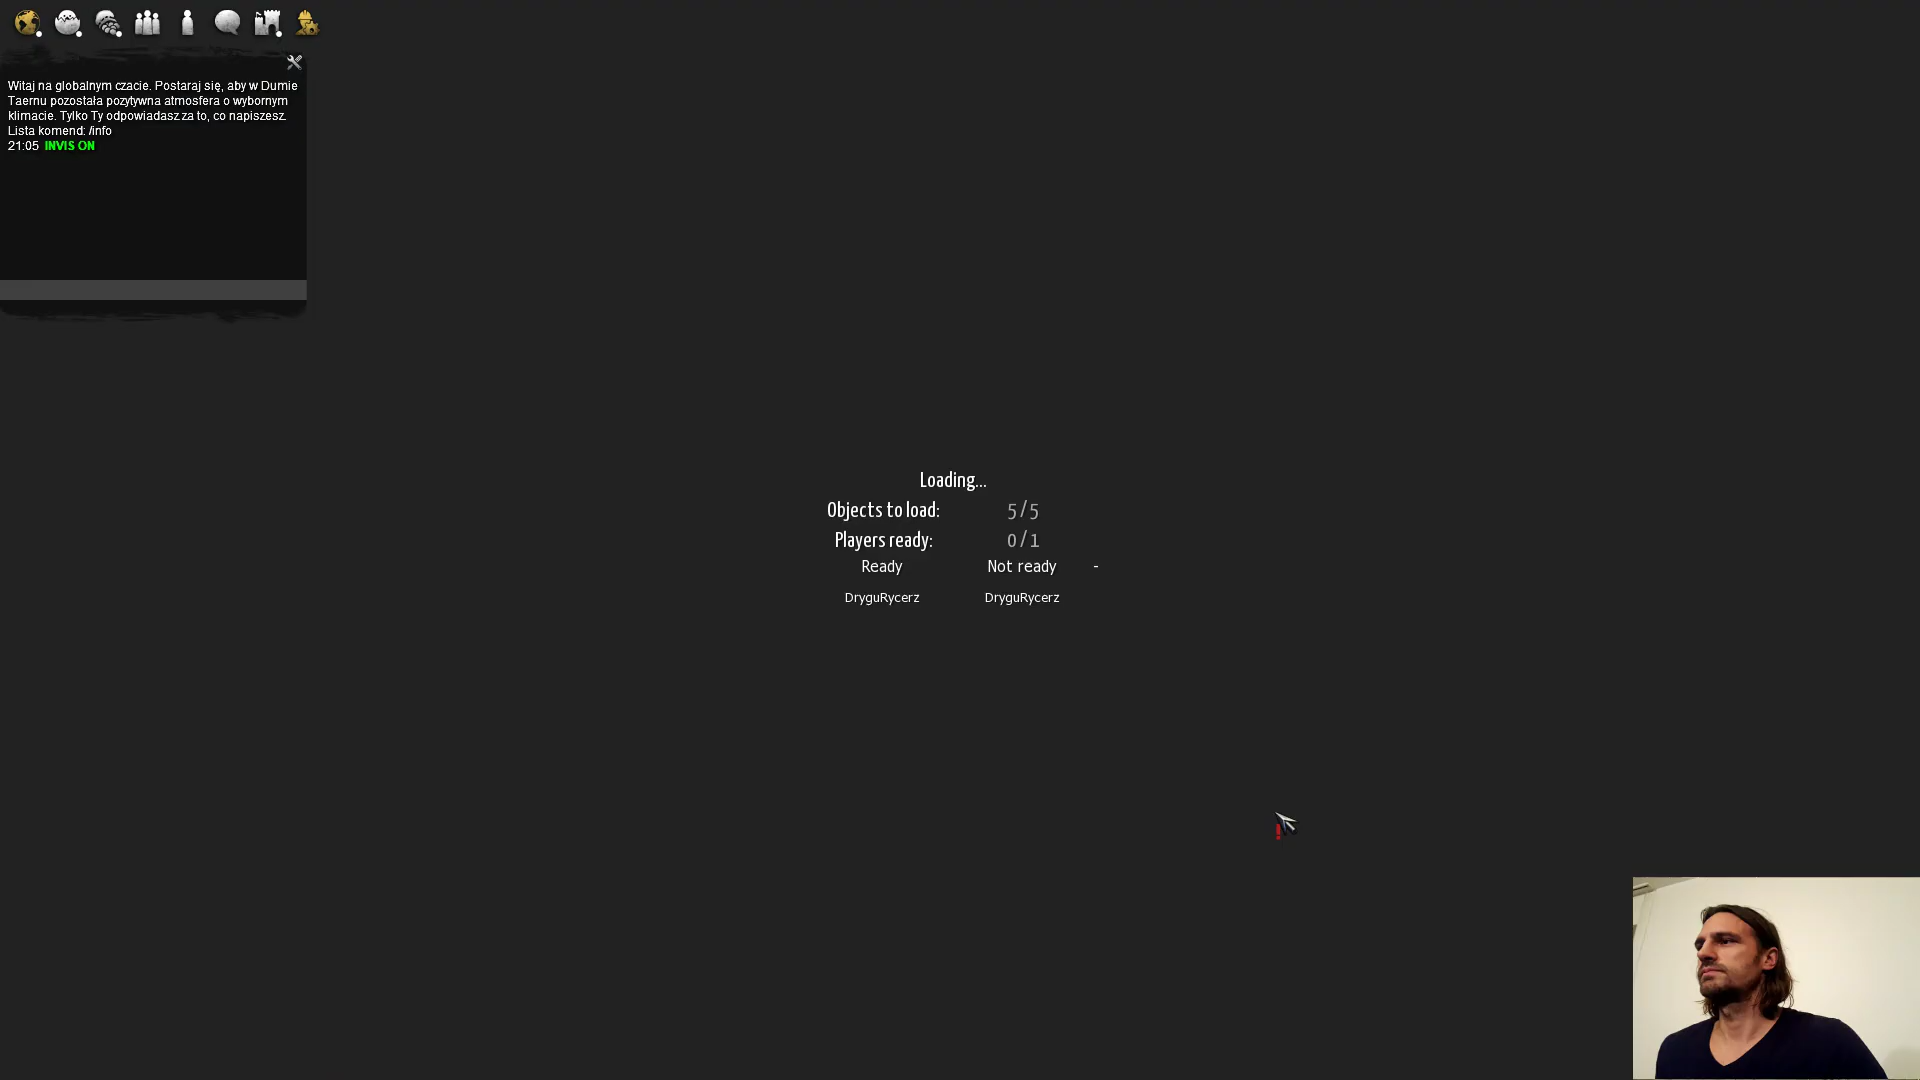 Witaj na globalnym czacie. Postaraj się, aby w Dumie
Taernu pozostała pozytywna atmosfera o wybornym
klimacie. Tylko Ty odpowiadasz za to, co napiszesz.
Lista komend: /info
21:05 INVIS ON
Loading...
Objects to load: 5 / 5
Players ready: 0 / 1
Ready Not ready -
DryguRycerz DryguRycerz